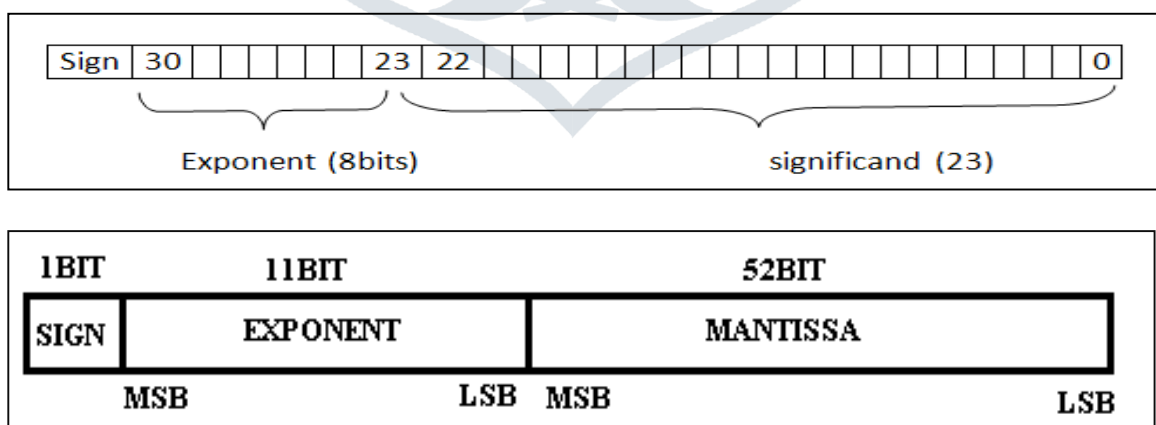 Sign 30 23 22 0
Exponent (8bits) significand (23)
1BIT 11BIT 52BIT
SIGN EXPONENT MANTISSA
MSB LSB MSB LSB